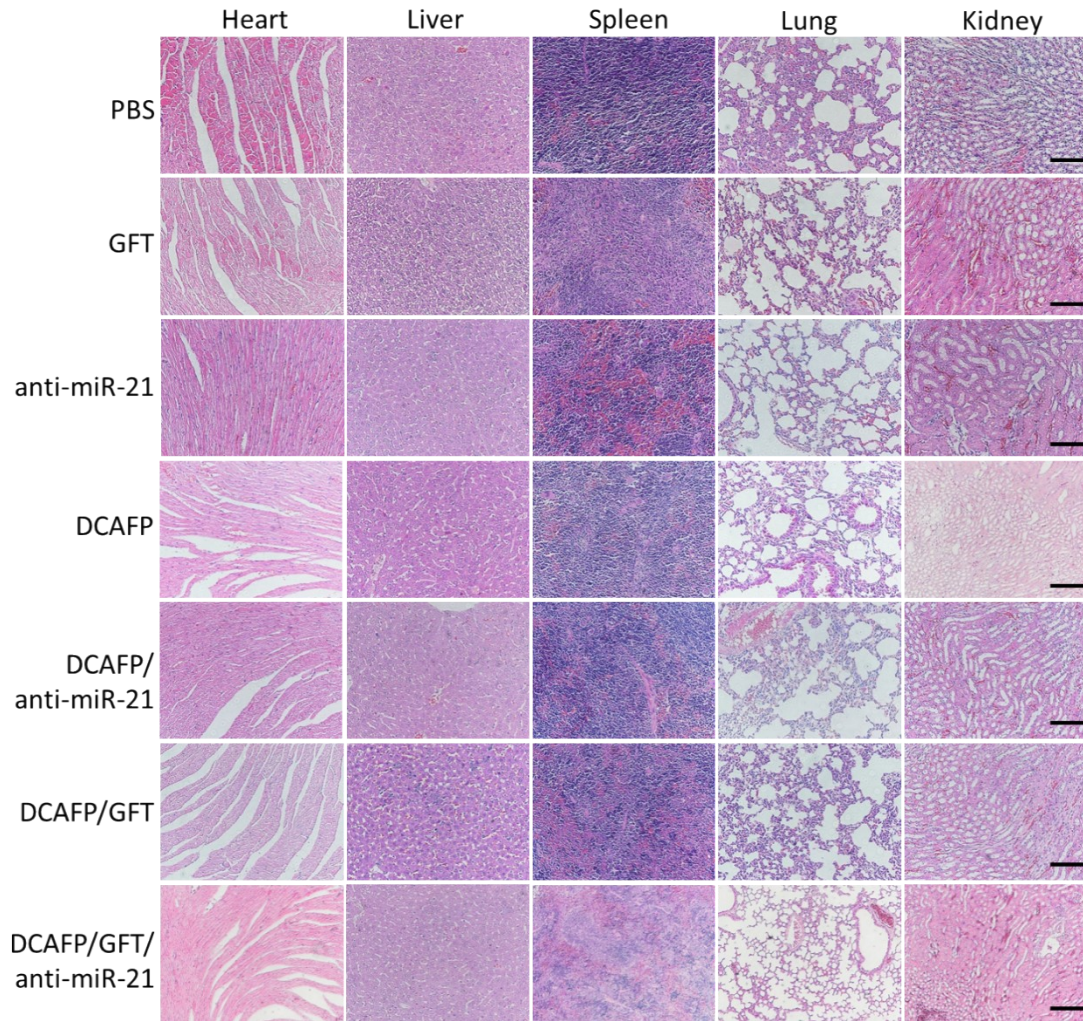 Heart Liver Spleen Lung Kidney
PBS
GFT
anti-miR-21
DCAFP
DCAFP/
anti-miR-21
DCAFP/GFT
DCAFP/GFT/
anti-miR-21